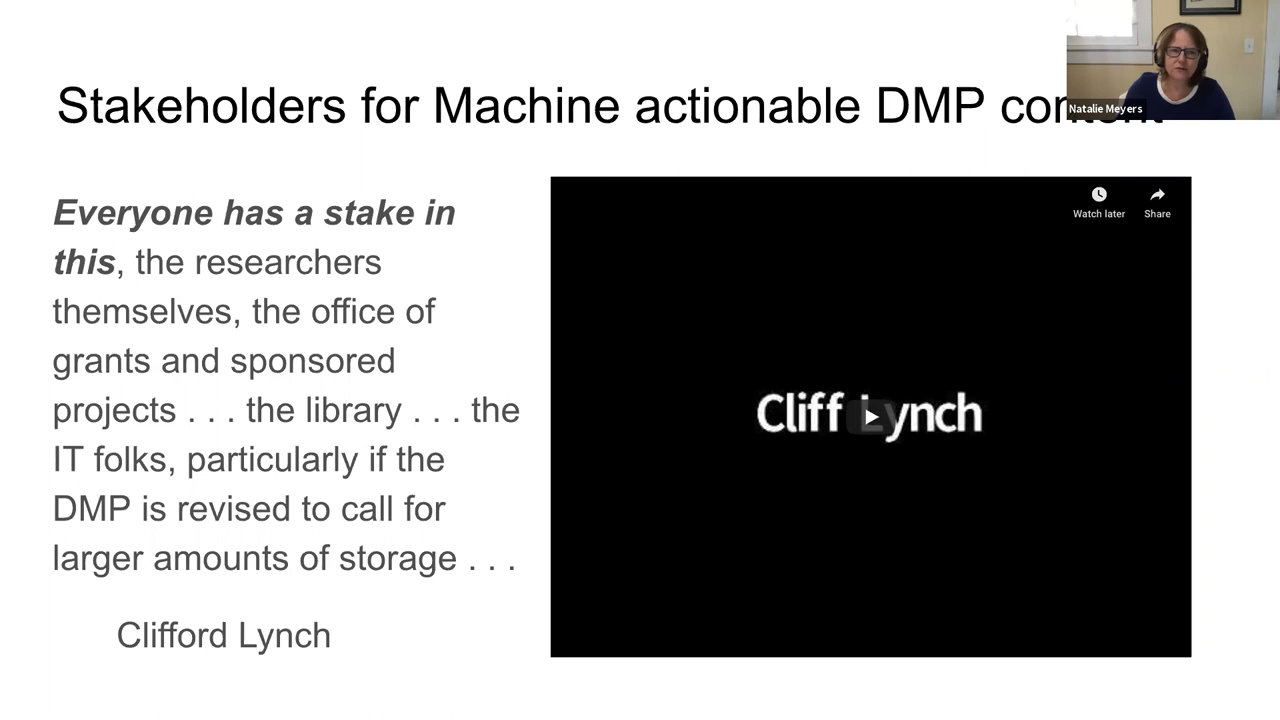 Stakeholders for Machine actionable DMP content
Natalie Meyers
Everyone has a stake in
this, the researchers
themselves, the office of
grants and sponsored
projects . . . the library . . . the
IT folks, particularly if the
DMP is revised to call for
larger amounts of storage . . .
Clifford Lynch
Watch later
Share
Cliff Lynch